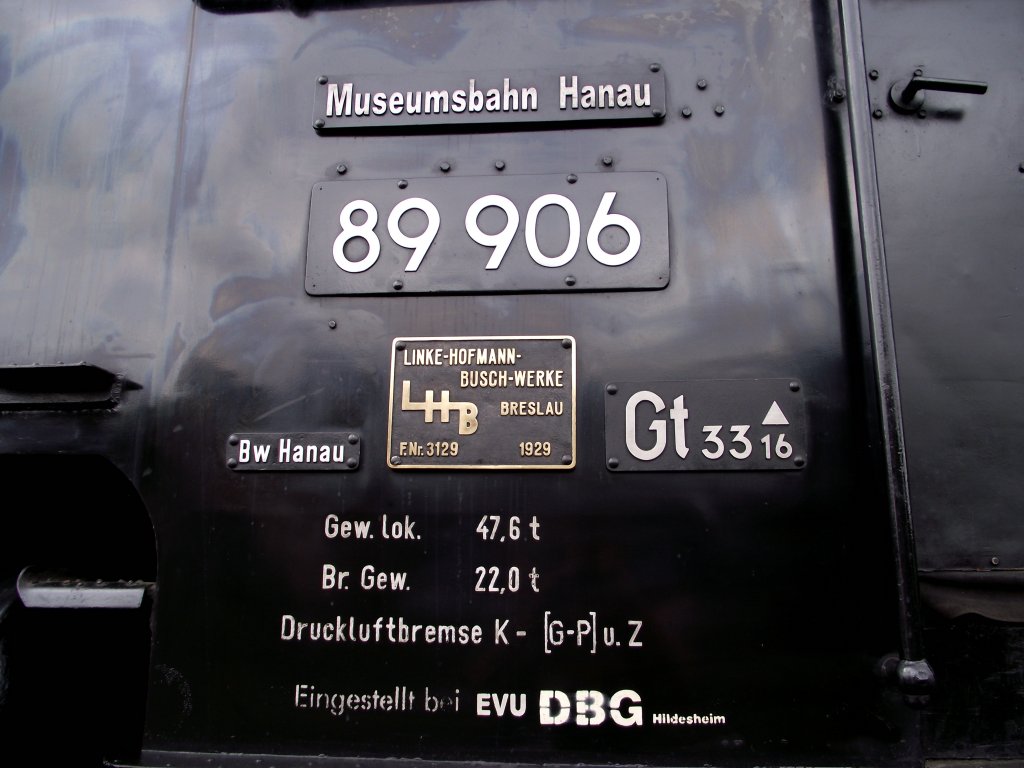 Museumsbahn Hanau
89 906
LINKE-HOFMANN-
BUSCH-WERKE
LHB BRESLAU
F.Nr. 3129 1929
Bw Hanau
Gt 33 16
Gew. lok. 47,6 t
Br. Gew. 22,0 t
Druckluftbremse K - [G-P] u. Z
Eingestellt bei EVU DBG Hildesheim